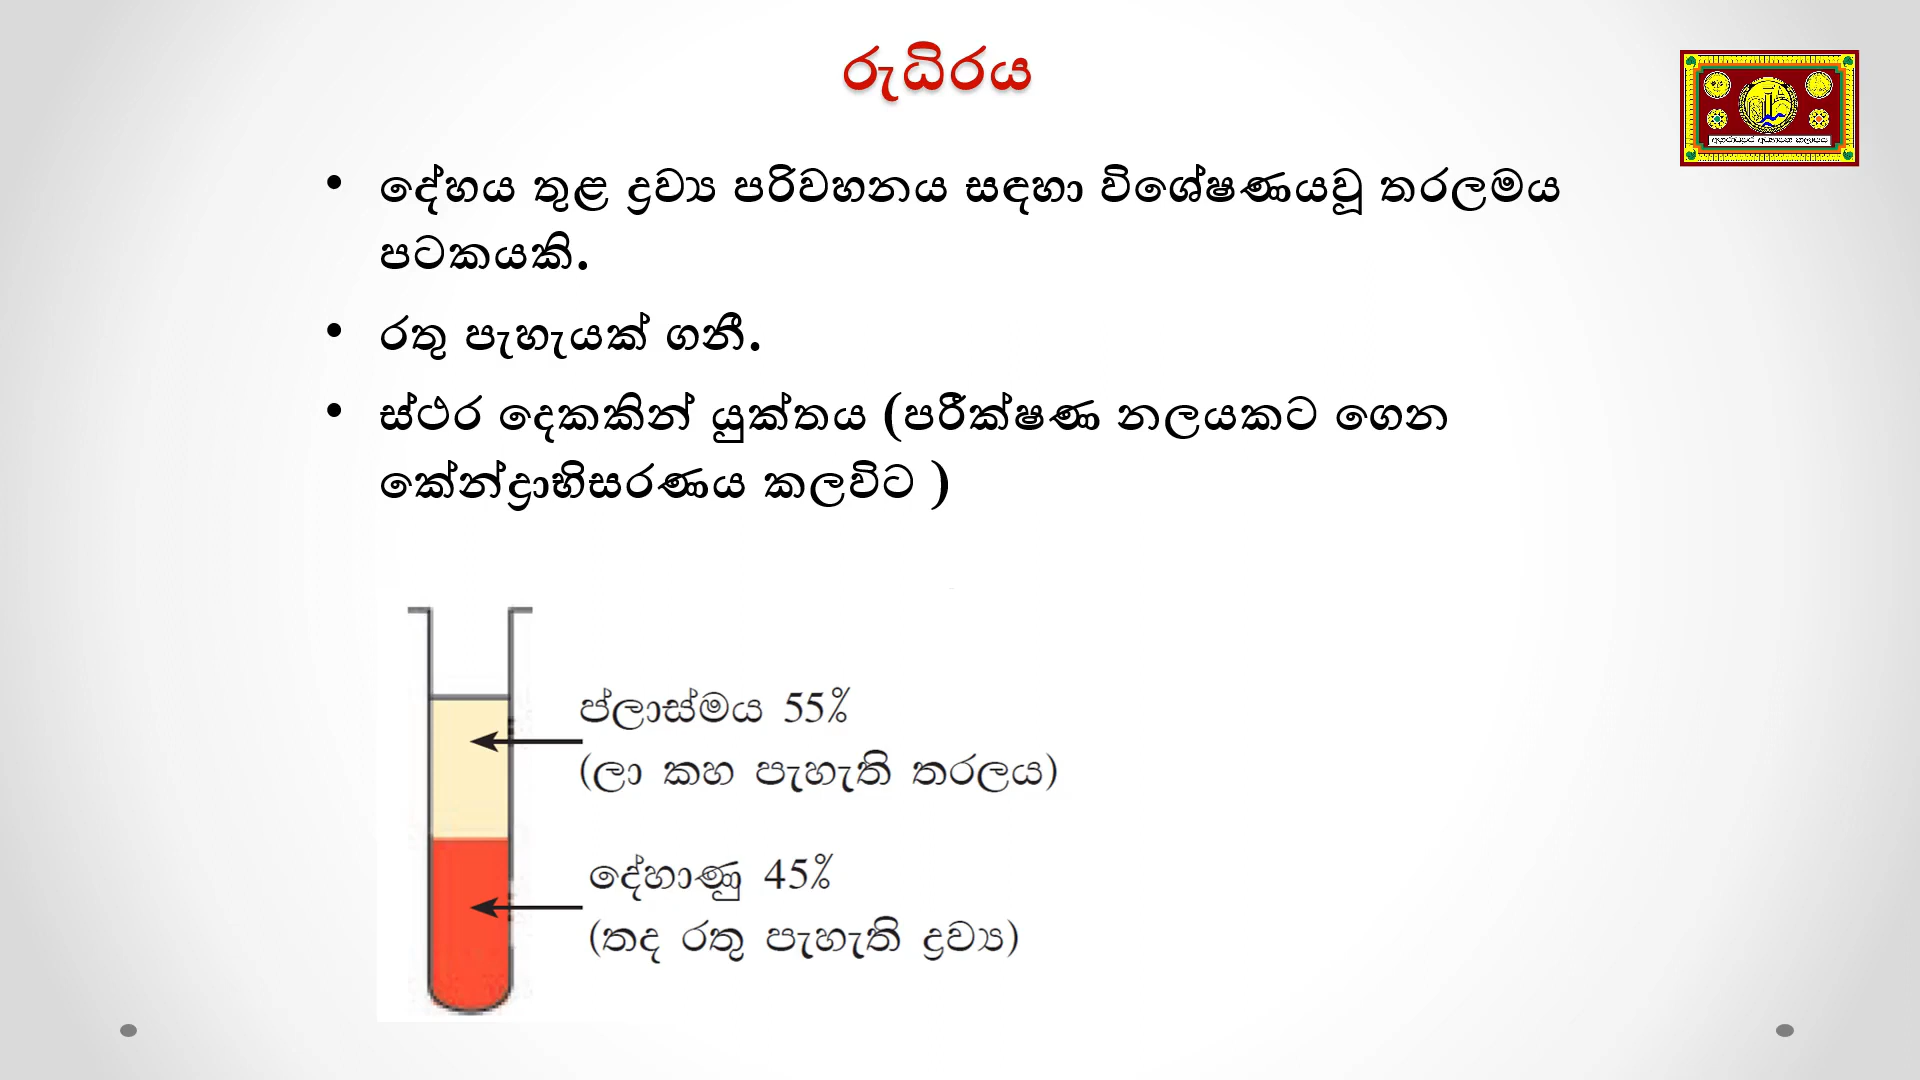 රුධිරය
• දේහය තුළ ද්‍රව්‍ය පරිවහනය සඳහා විශේෂණයවූ තරලමය
පටකයකි.
• රතු පැහැයක් ගනී.
• ස්ථර දෙකකින් යුක්තය (පරීක්ෂණ නලයකට ගෙන
කේන්ද්‍රාභිසරණය කලවිට )
ප්ලාස්මය 55%
(ලා කහ පැහැති තරලය)
දේහාණු 45%
(තද රතු පැහැති ද්‍රව්‍ය)